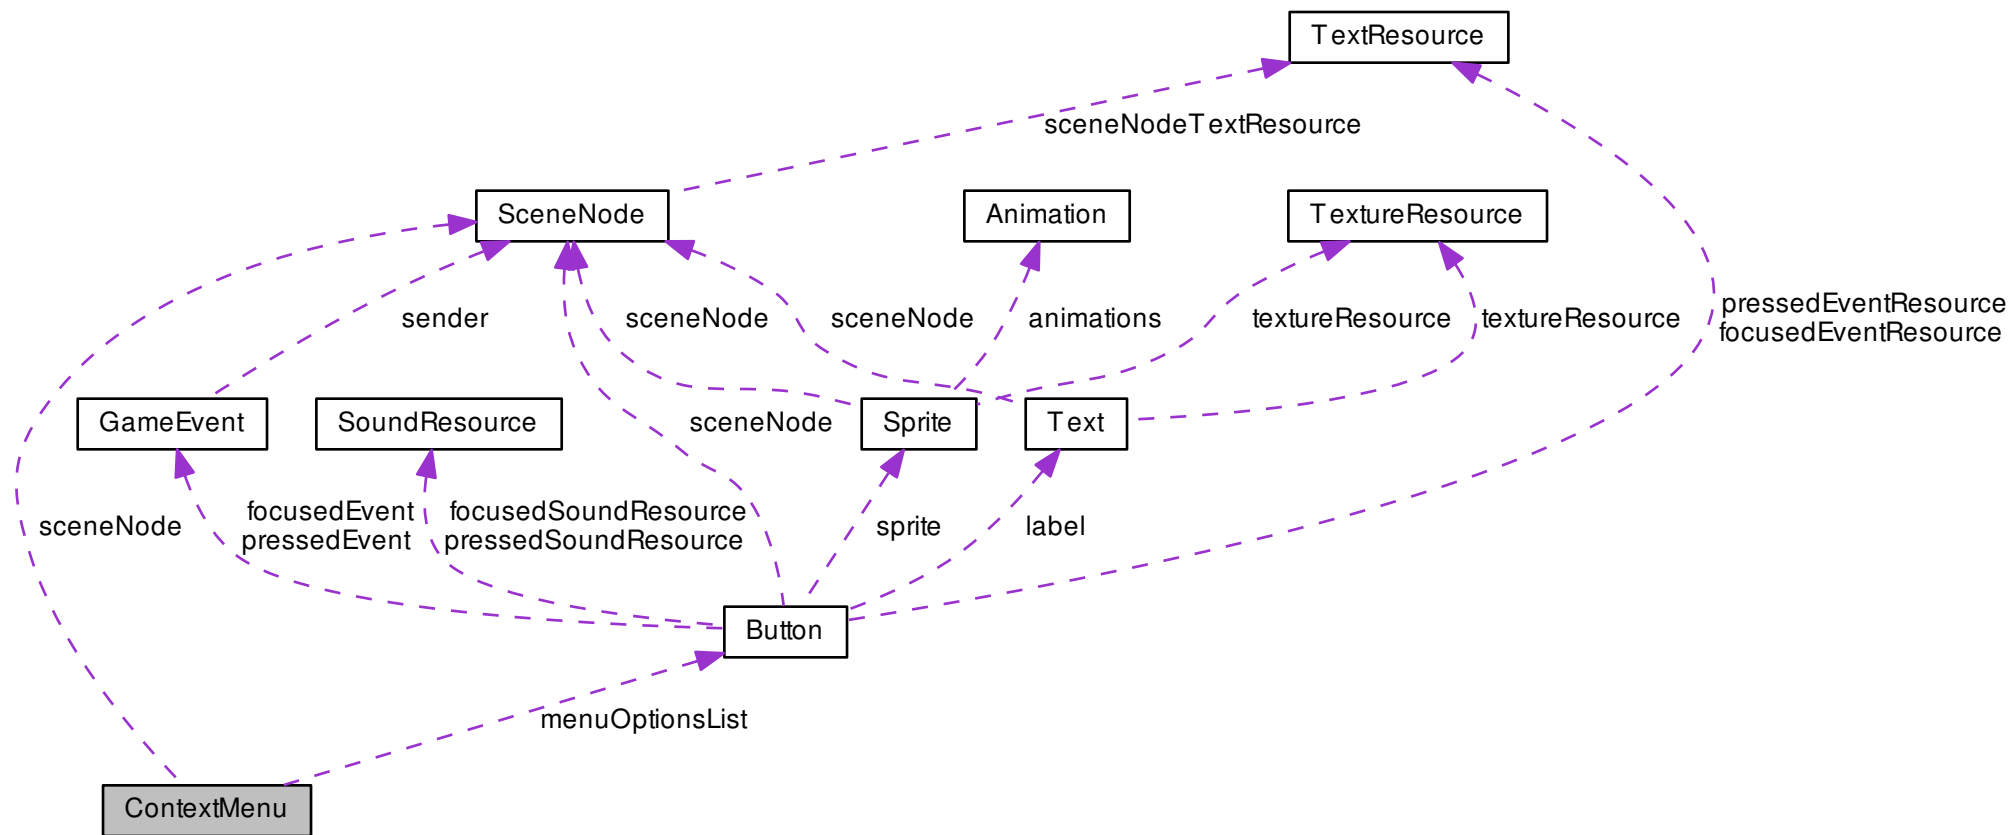 TextResource
sceneNodeTextResource
SceneNode
Animation
TextureResource
sender
sceneNode
sceneNode
animations
textureResource
textureResource
pressedEventResource
focusedEventResource
GameEvent
SoundResource
sceneNode
Sprite
Text
sceneNode
focusedEvent
pressedEvent
focusedSoundResource
pressedSoundResource
sprite
label
Button
menuOptionsList
ContextMenu